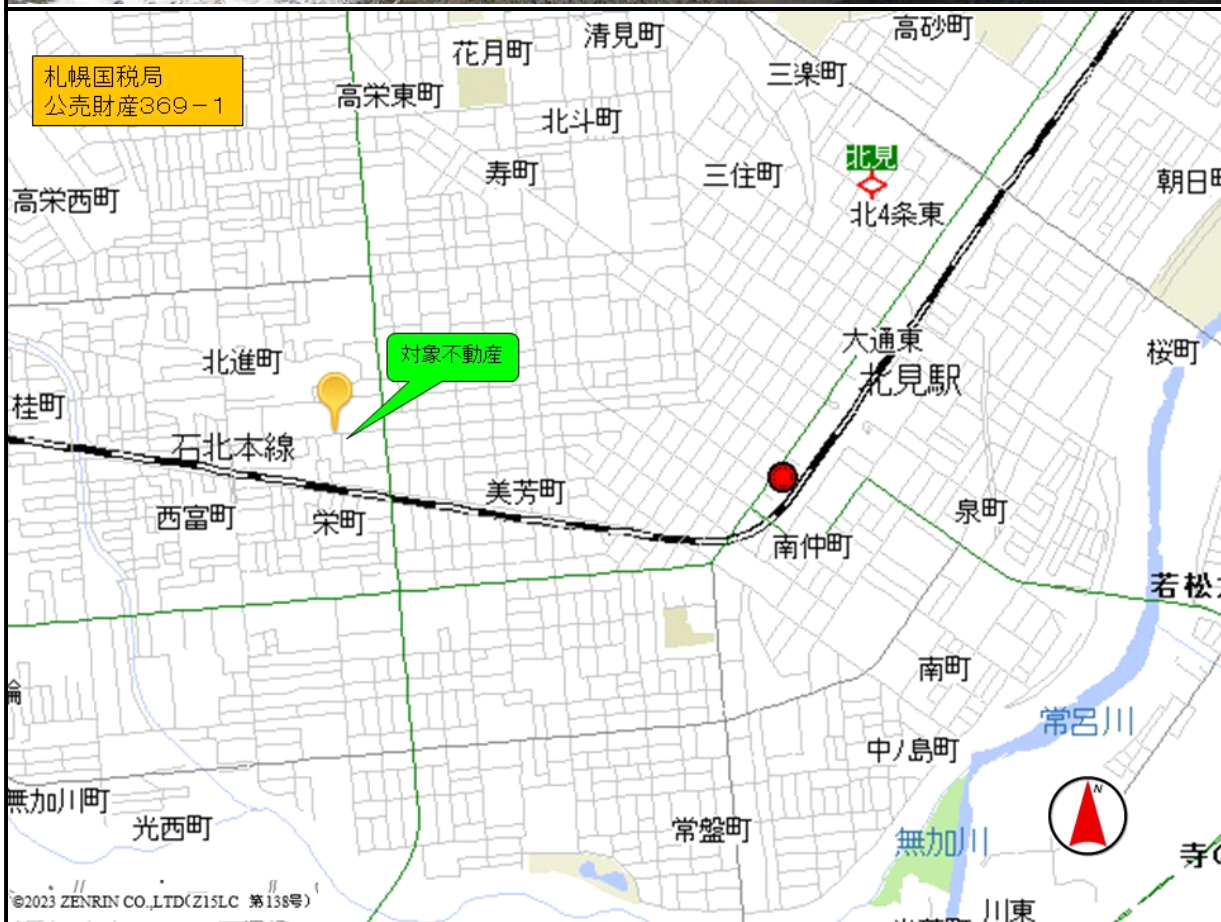 札幌国税局
公売財産369－1
高砂町
清見町
花月町
三楽町
高栄東町
北斗町
北見
寿町
三住町
朝日町
高栄西町
北4条東
大通東
対象不動産
桜町
北進町
北見駅
桂町
石北本線
美芳町
西富町
栄町
泉町
南仲町
若松
南町
常呂川
中ノ島町
N
無加川町
光西町
常盤町
無加川
寺
©2023 ZENRIN CO.,LTD(Z15LC 第138号)
川東